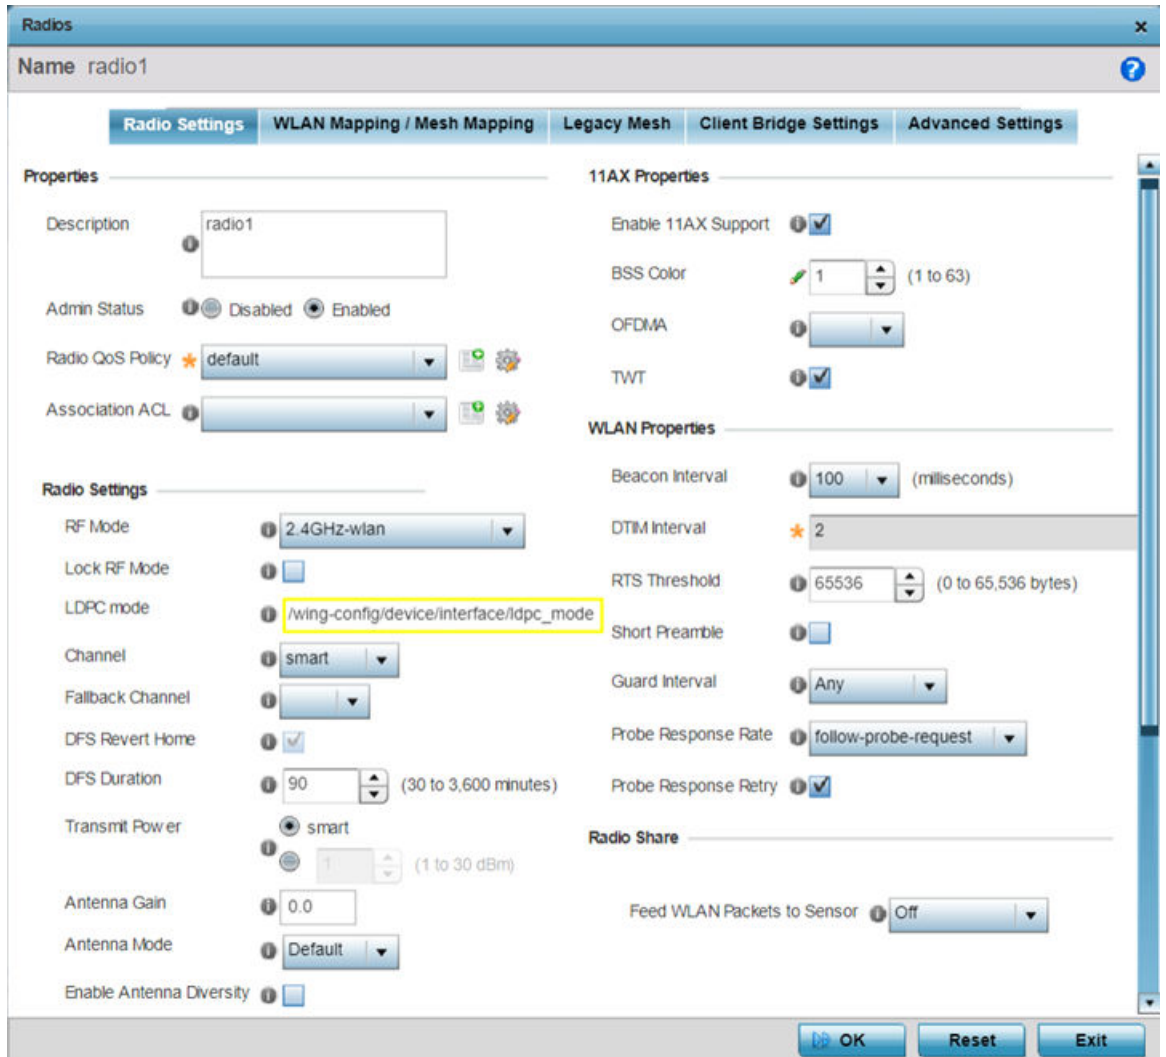 Radios
Name radio1
Radio Settings WLAN Mapping / Mesh Mapping Legacy Mesh Client Bridge Settings Advanced Settings
Properties
Description radio1
Admin Status Disabled Enabled
Radio QoS Policy default
Association ACL
Radio Settings
RF Mode 2.4GHz-wlan
Lock RF Mode
LDPC mode /wing-config/device/interface/ldpc_mode
Channel smart
Fallback Channel
DFS Revert Home
DFS Duration 90 (30 to 3,600 minutes)
Transmit Power smart
1 (1 to 30 dBm)
Antenna Gain 0.0
Antenna Mode Default
Enable Antenna Diversity
11AX Properties
Enable 11AX Support
BSS Color 1 (1 to 63)
OFDMA
TWT
WLAN Properties
Beacon Interval 100 (milliseconds)
DTIM Interval 2
RTS Threshold 65536 (0 to 65,536 bytes)
Short Preamble
Guard Interval Any
Probe Response Rate follow-probe-request
Probe Response Retry
Radio Share
Feed WLAN Packets to Sensor Off
OK Reset Exit